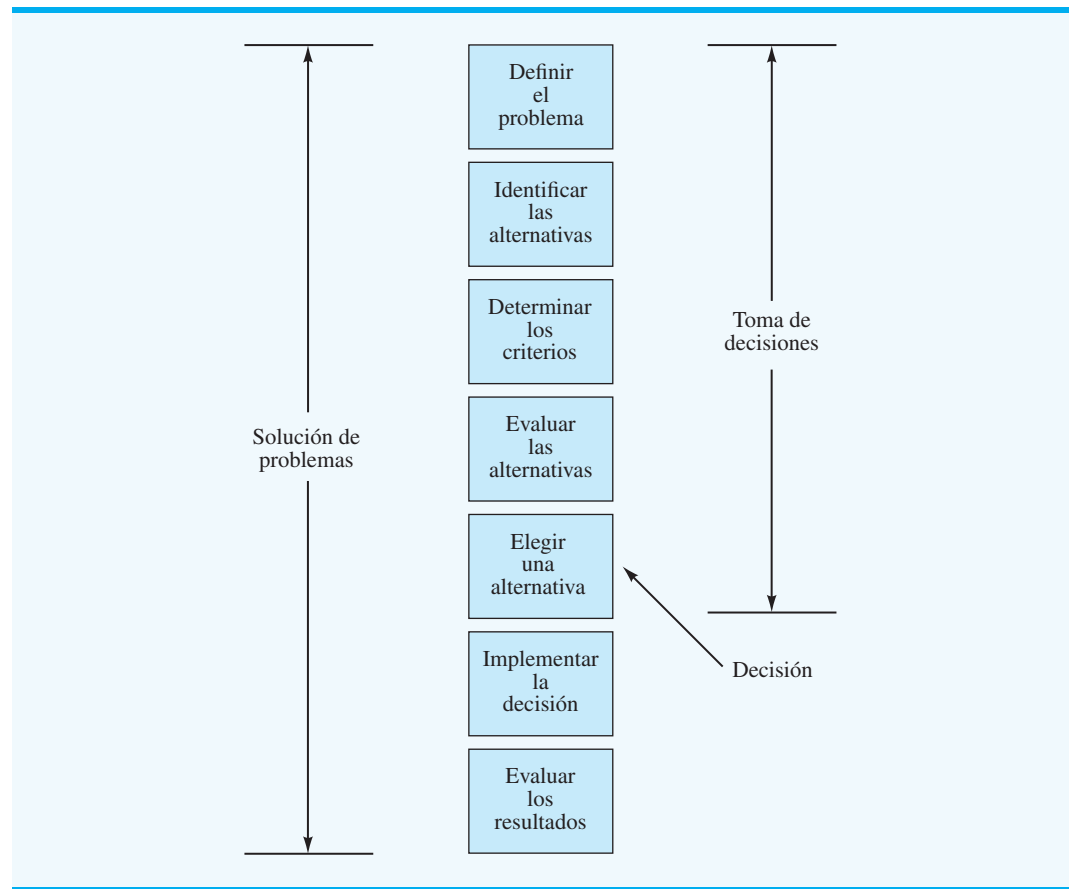 Definir
el
problema
Identificar
las
alternativas
Determinar
los
criterios
Toma de
decisiones
Evaluar
las
alternativas
Solución de
problemas
Elegir
una
alternativa
Decisión
Implementar
la
decisión
Evaluar
los
resultados